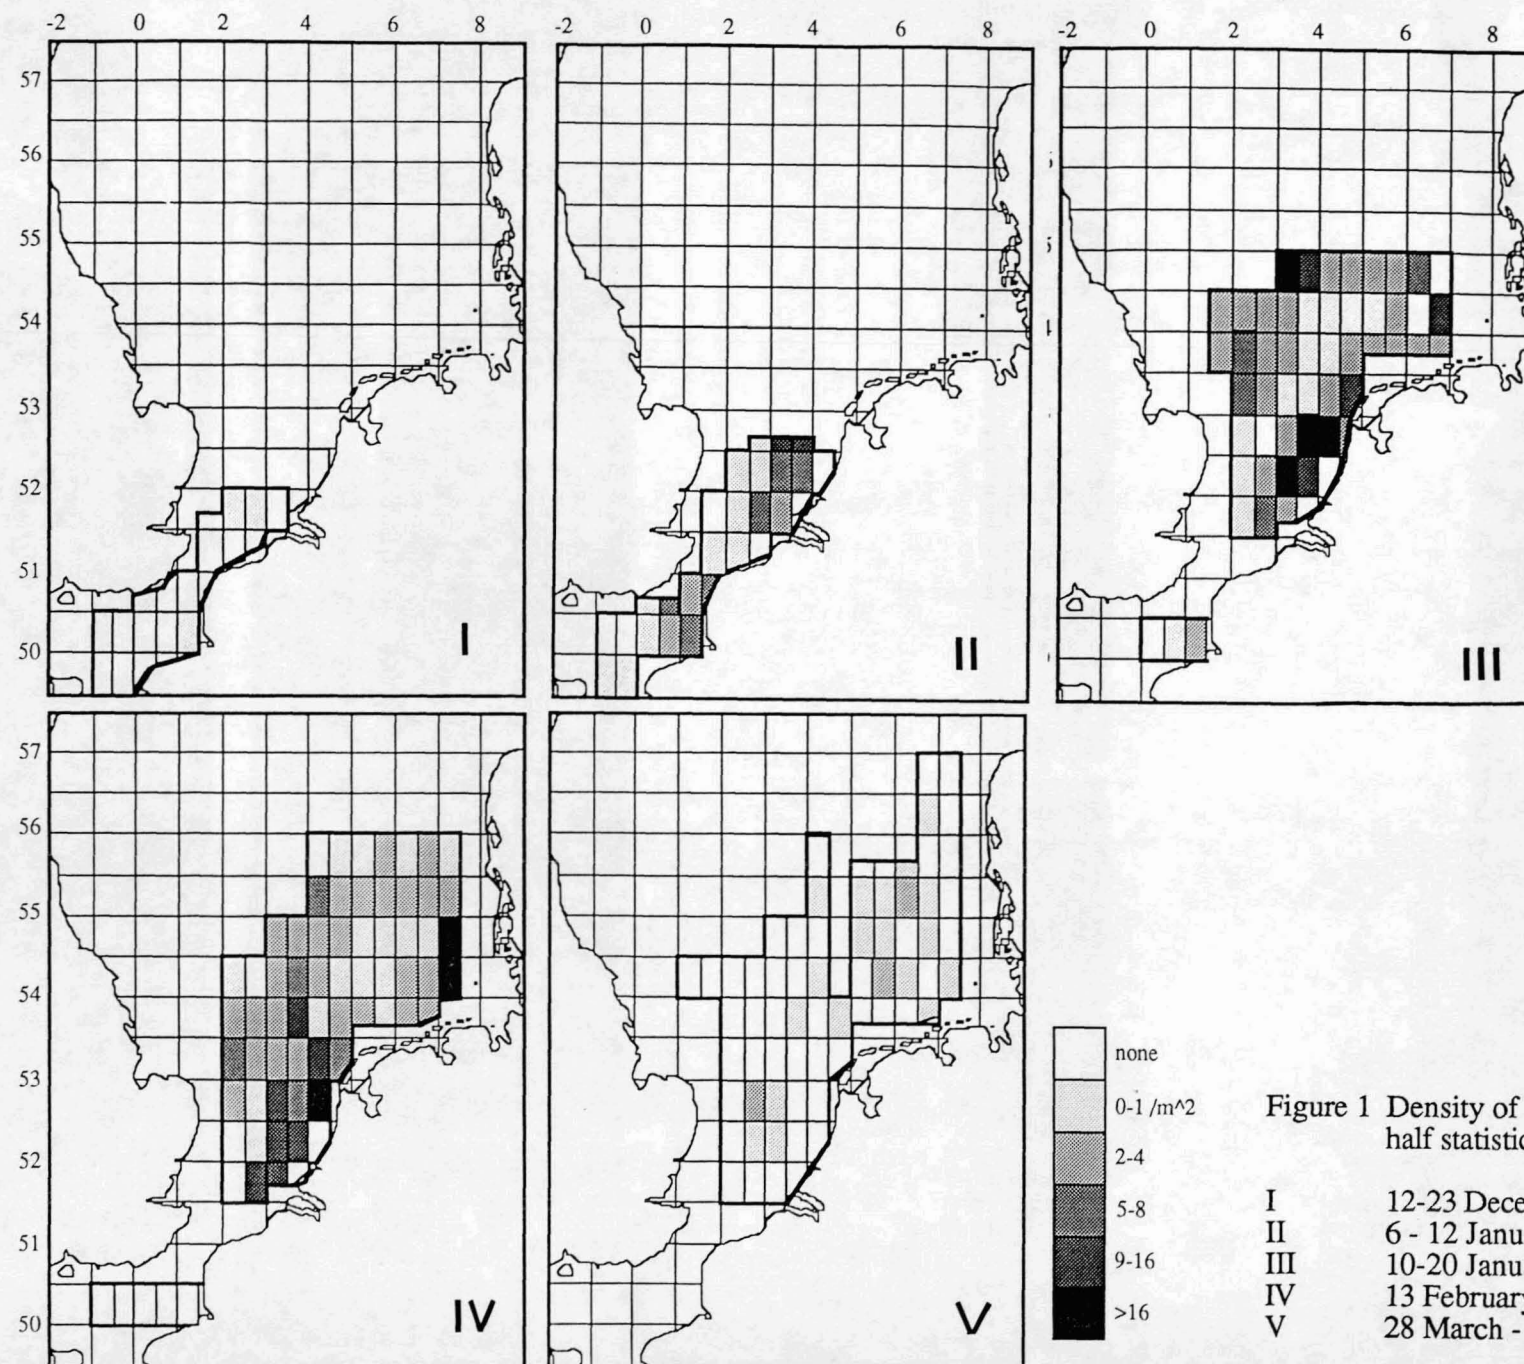 -2 0 2 4 6 8
-2 0 2 4 6 8
-2 0 2 4 6 8
57
56
55
54
53
52
51
50
I
II
III
57
56
55
54
53
52
51
50
IV
V
none
0-1 /m^2
2-4
5-8
9-16
>16
Figure 1 Density of
half statistic
I 12-23 Dece
II 6 - 12 Janu
III 10-20 Janu
IV 13 February
V 28 March -